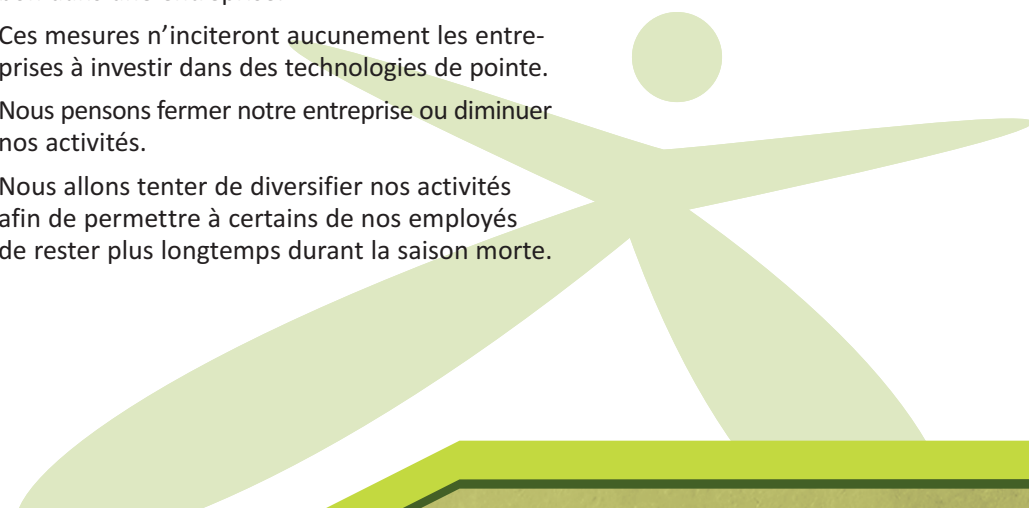 Ces mesures n’inciteront aucunement les entre-
prises à investir dans des technologies de pointe.
Nous pensons fermer notre entreprise ou diminuer
nos activités.
Nous allons tenter de diversifier nos activités
afin de permettre à certains de nos employés
de rester plus longtemps durant la saison morte.